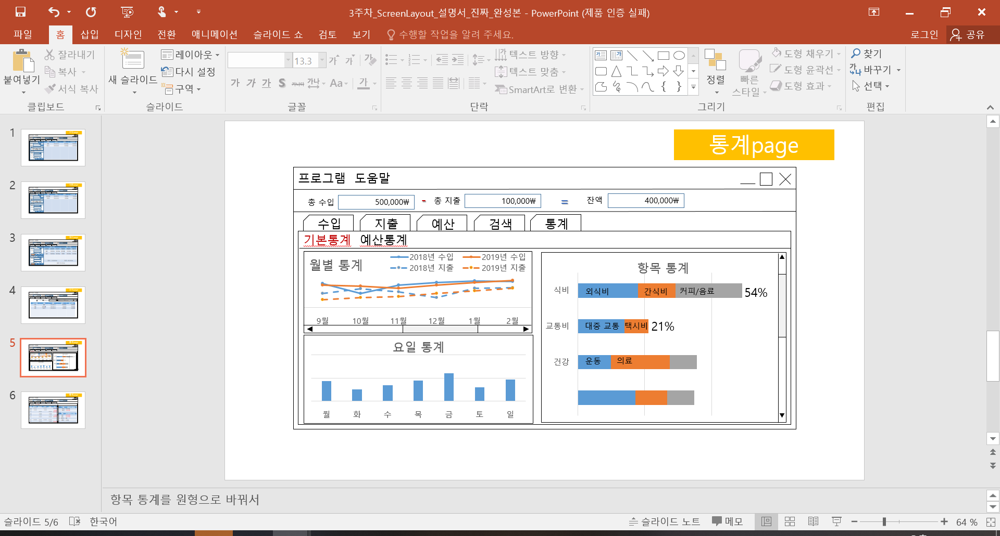 3주차_ScreenLayout_설명서_진짜_완성본 - PowerPoint (제품 인증 실패)
파일 홈 삽입 디자인 전환 애니메이션 슬라이드 쇼 검토 보기 수행할 작업을 알려 주세요. 로그인 공유
붙여넣기
잘라내기
복사
서식 복사
클립보드
새 슬라이드
레이아웃
다시 설정
구역
슬라이드
13.3
가 가 가
가 가 가 S 가나다 간낙 Aa 가
글꼴
텍스트 방향
텍스트 맞춤
SmartArt로 변환
단락
정렬
빠른
스타일
도형 채우기
도형 윤곽선
도형 효과
그리기
찾기
바꾸기
선택
편집
1
2
3
4
5
6
통계page
프로그램 도움말
총 수입 500,000₩ - 총 지출 100,000₩ = 잔액 400,000₩
수입 지출 예산 검색 통계
기본통계 예산통계
월별 통계
2018년 수입 2019년 수입
2018년 지출 2019년 지출
9월 10월 11월 12월 1월 2월
요일 통계
월 화 수 목 금 토 일
항목 통계
식비 외식비 간식비 커피/음료 54%
교통비 대중 교통 택시비 21%
건강 운동 의료
항목 통계를 원형으로 바꿔서
슬라이드 5/6 한국어 슬라이드 노트 메모 64 %